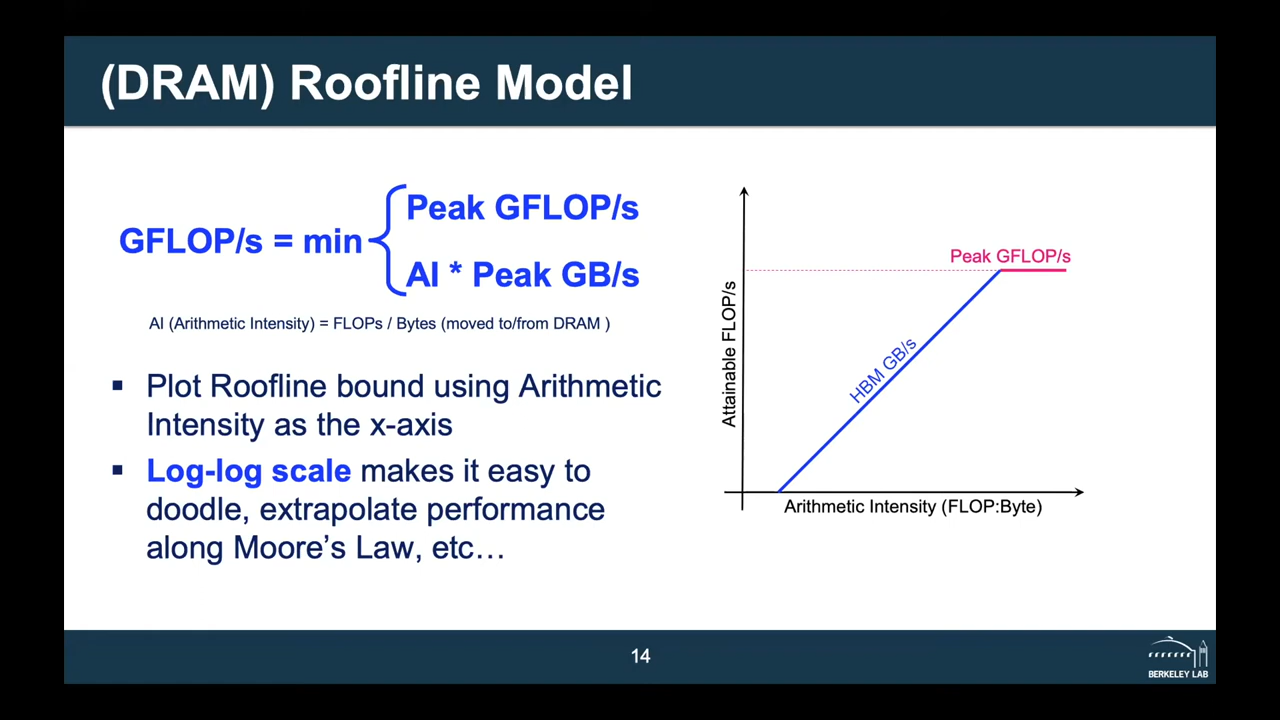 (DRAM) Roofline Model
GFLOP/s = min
Peak GFLOP/s
AI * Peak GB/s
AI (Arithmetic Intensity) = FLOPs / Bytes (moved to/from DRAM )
▪ Plot Roofline bound using Arithmetic
Intensity as the x-axis
▪ Log-log scale makes it easy to
doodle, extrapolate performance
along Moore’s Law, etc…
Peak GFLOP/s
HBM GB/s
Attainable FLOP/s
Arithmetic Intensity (FLOP:Byte)
14
BERKELEY LAB